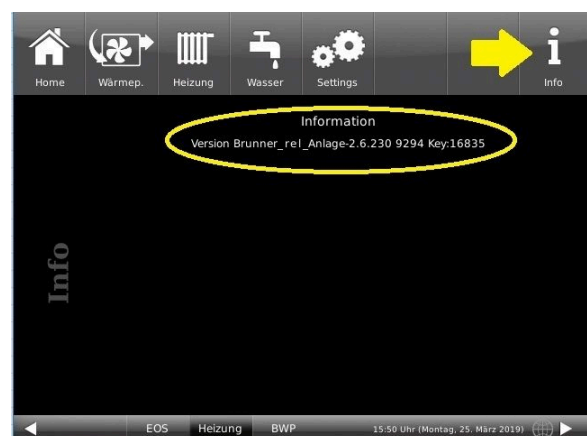 Home Wärmep. Heizung Wasser Settings Info
Information
Version Brunner_rel_Anlage-2.6.230 9294 Key:16835
Info
EOS Heizung BWP 15:50 Uhr (Montag, 25. März 2019)